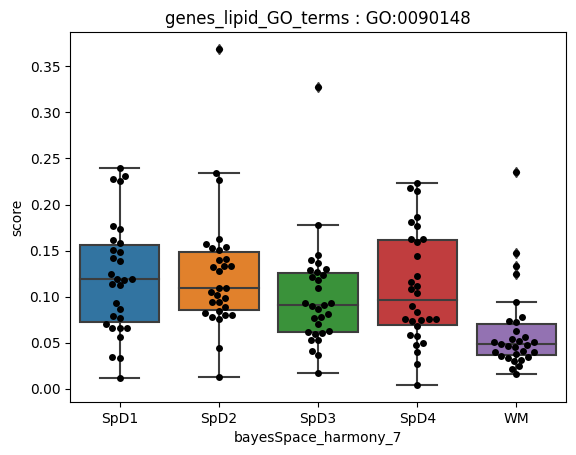 genes_lipid_GO_terms : GO:0090148
0.35
0.30
0.25
0.20
0.15
0.10
0.05
0.00
score
SpD1 SpD2 SpD3 SpD4 WM
bayesSpace_harmony_7